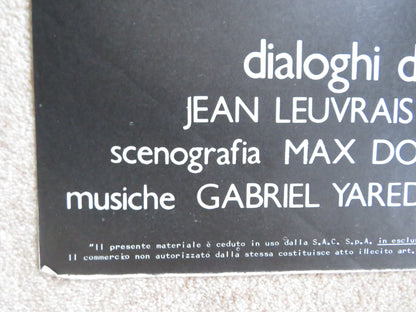 dialoghi d
JEAN LEUVRAIS
scenografia MAX DO
musiche GABRIEL YARED
"Il presente materiale è ceduto in uso dalla S.A.C. S.p.A. in esclus
Il commercio non autorizzato dalla stessa costituisce atto illecito art.